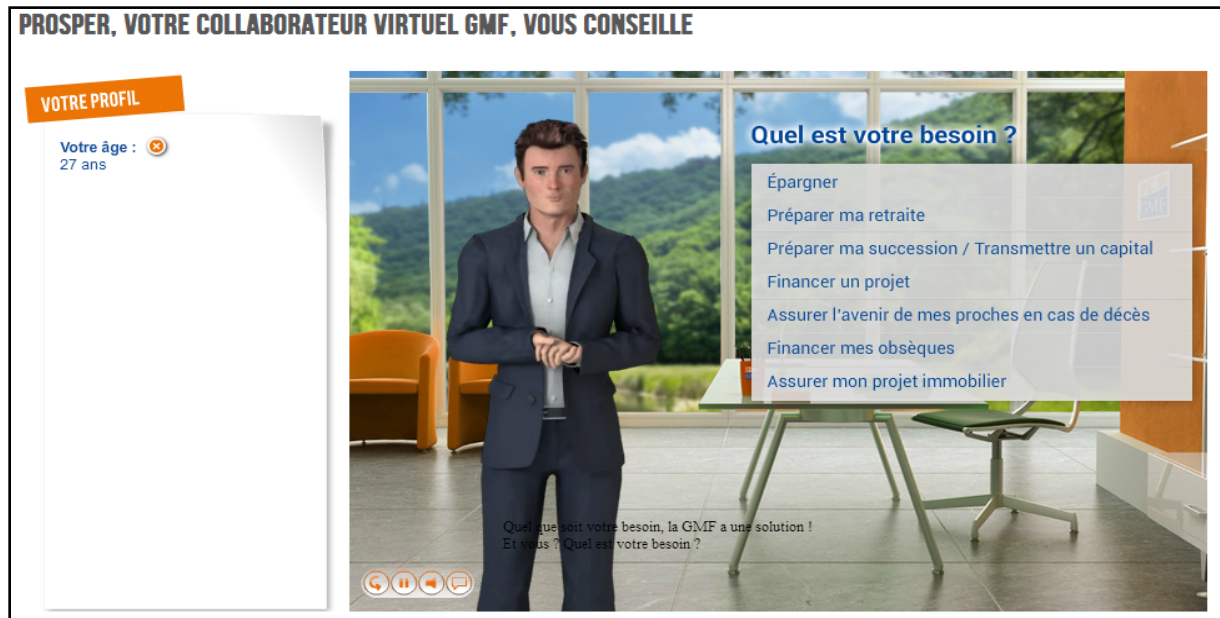 PROSPER, VOTRE COLLABORATEUR VIRTUEL GMF, VOUS CONSEILLE
VOTRE PROFIL
Votre âge :
27 ans
Quel est votre besoin ?
Épargner
Préparer ma retraite
Préparer ma succession / Transmettre un capital
Financer un projet
Assurer l'avenir de mes proches en cas de décès
Financer mes obsèques
Assurer mon projet immobilier
GMF
Quel que soit votre besoin, la GMF a une solution !
Et vous ? Quel est votre besoin ?